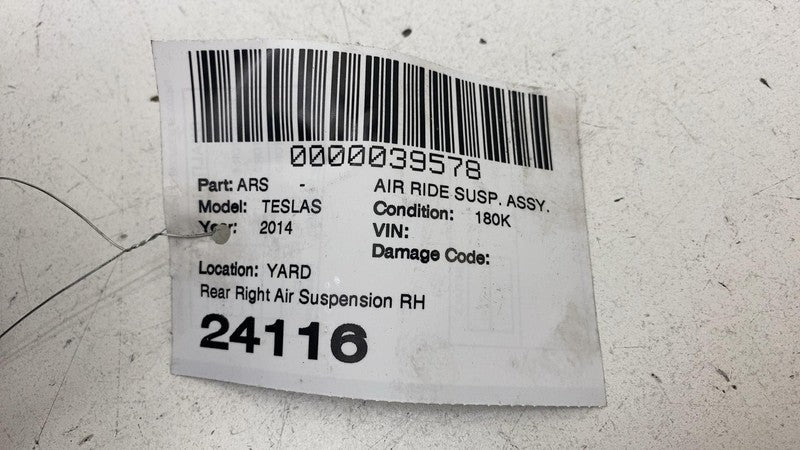 0000039578
Part: ARS - AIR RIDE SUSP. ASSY.
Model: TESLAS Condition: 180K
Year: 2014 VIN:
Damage Code:
Location: YARD
Rear Right Air Suspension RH
24116